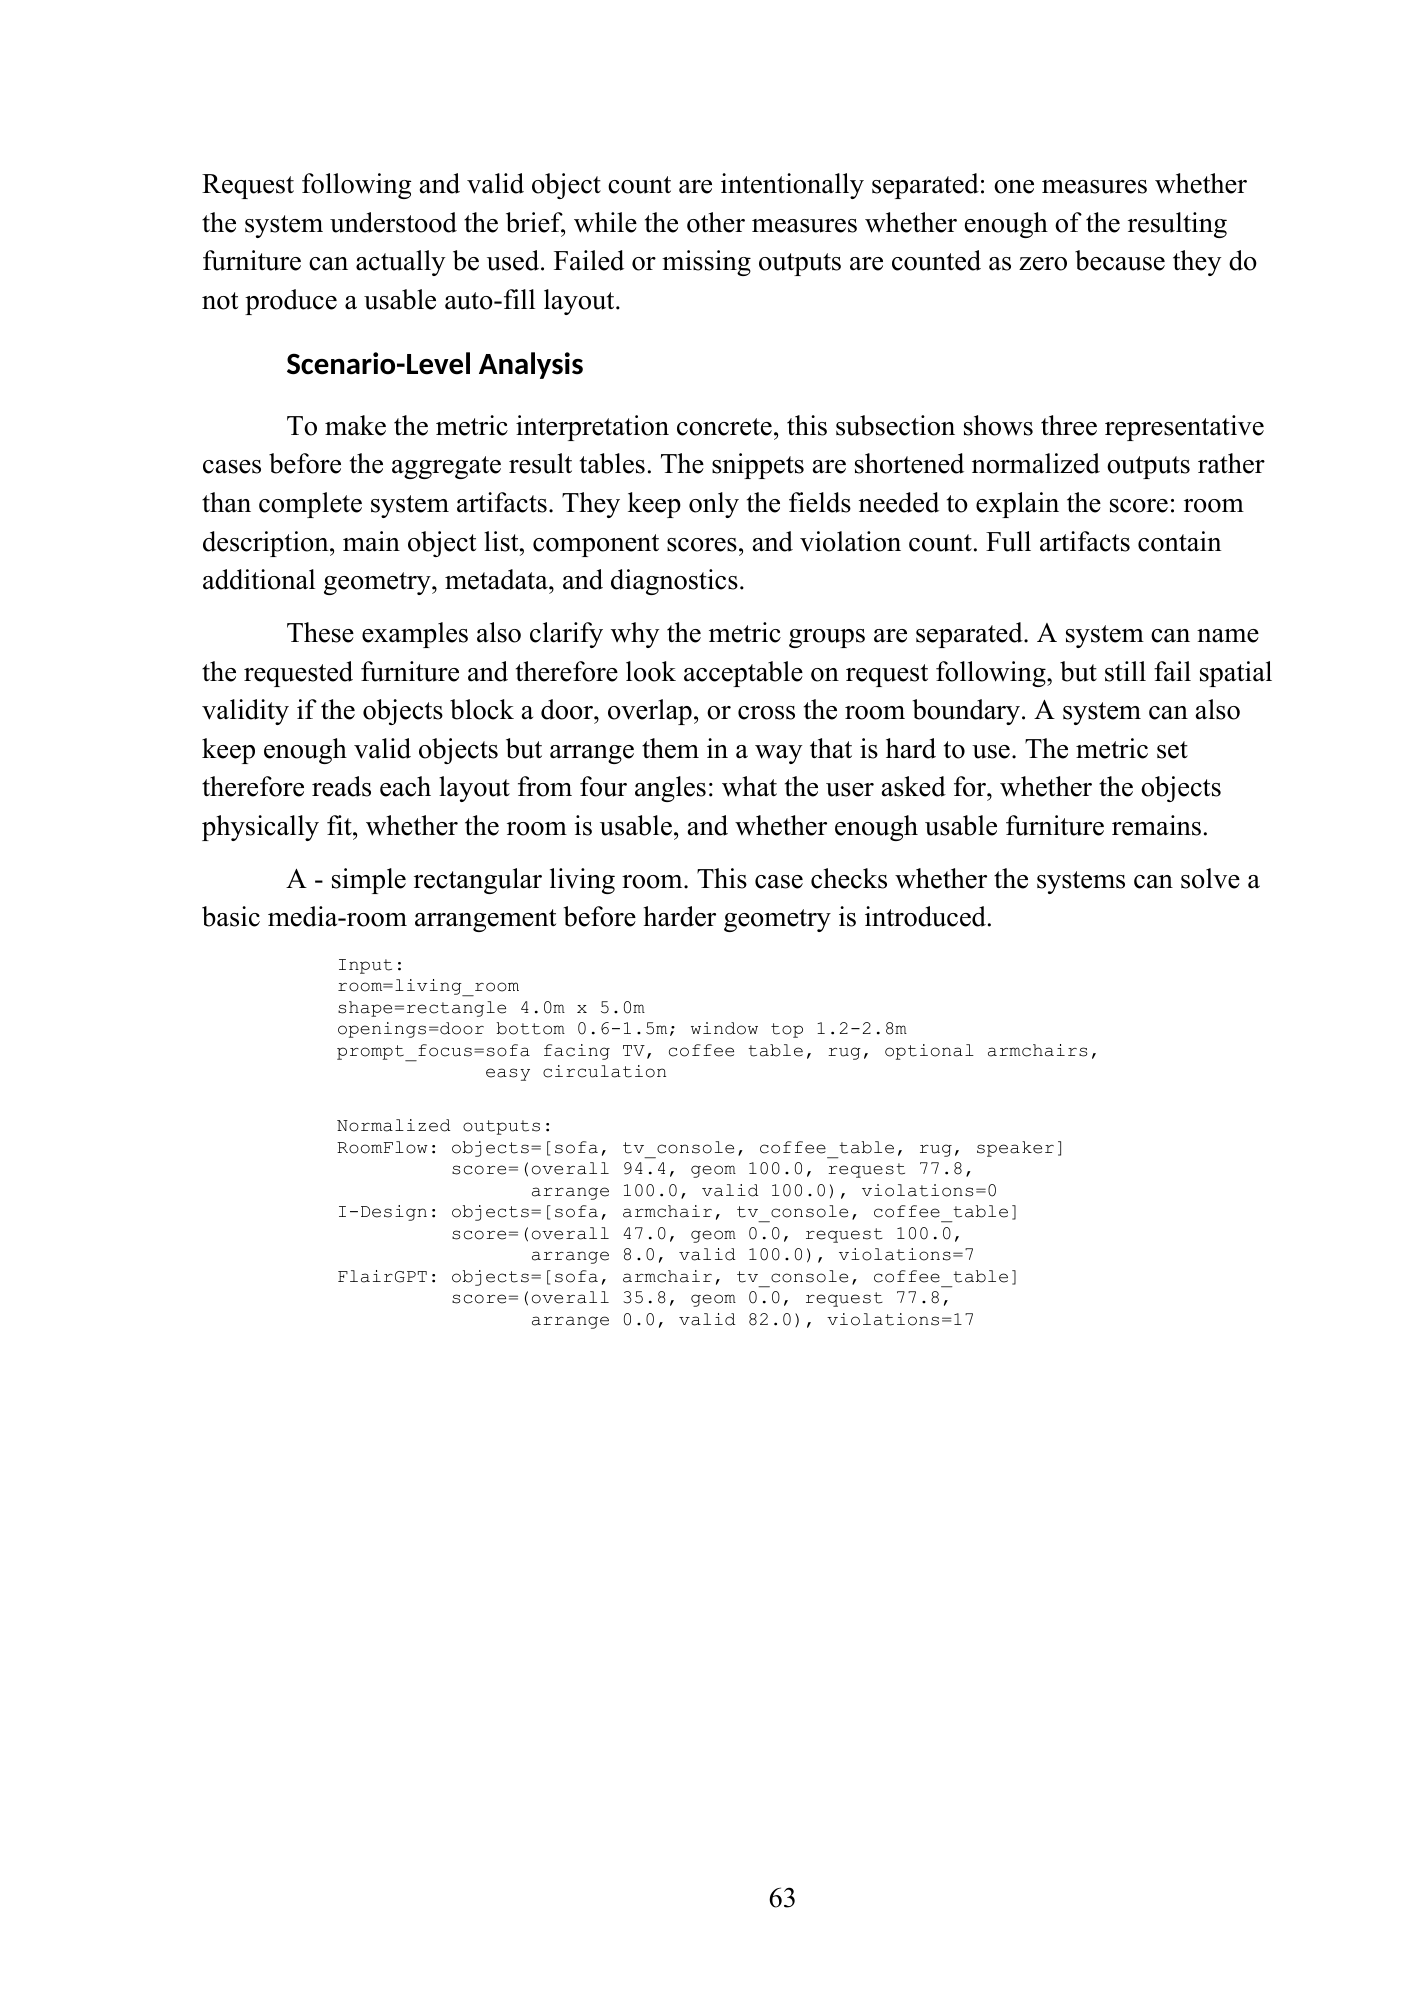 Request following and valid object count are intentionally separated: one measures whether
the system understood the brief, while the other measures whether enough of the resulting
furniture can actually be used. Failed or missing outputs are counted as zero because they do
not produce a usable auto-fill layout.
Scenario-Level Analysis
To make the metric interpretation concrete, this subsection shows three representative
cases before the aggregate result tables. The snippets are shortened normalized outputs rather
than complete system artifacts. They keep only the fields needed to explain the score: room
description, main object list, component scores, and violation count. Full artifacts contain
additional geometry, metadata, and diagnostics.
These examples also clarify why the metric groups are separated. A system can name
the requested furniture and therefore look acceptable on request following, but still fail spatial
validity if the objects block a door, overlap, or cross the room boundary. A system can also
keep enough valid objects but arrange them in a way that is hard to use. The metric set
therefore reads each layout from four angles: what the user asked for, whether the objects
physically fit, whether the room is usable, and whether enough usable furniture remains.
A - simple rectangular living room. This case checks whether the systems can solve a
basic media-room arrangement before harder geometry is introduced.
Input:
room=living_room
shape=rectangle 4.0m x 5.0m
openings=door bottom 0.6-1.5m; window top 1.2-2.8m
prompt_focus=sofa facing TV, coffee table, rug, optional armchairs,
easy circulation
Normalized outputs:
RoomFlow: objects=[sofa, tv_console, coffee_table, rug, speaker]
score=(overall 94.4, geom 100.0, request 77.8,
arrange 100.0, valid 100.0), violations=0
I-Design: objects=[sofa, armchair, tv_console, coffee_table]
score=(overall 47.0, geom 0.0, request 100.0,
arrange 8.0, valid 100.0), violations=7
FlairGPT: objects=[sofa, armchair, tv_console, coffee_table]
score=(overall 35.8, geom 0.0, request 77.8,
arrange 0.0, valid 82.0), violations=17
63